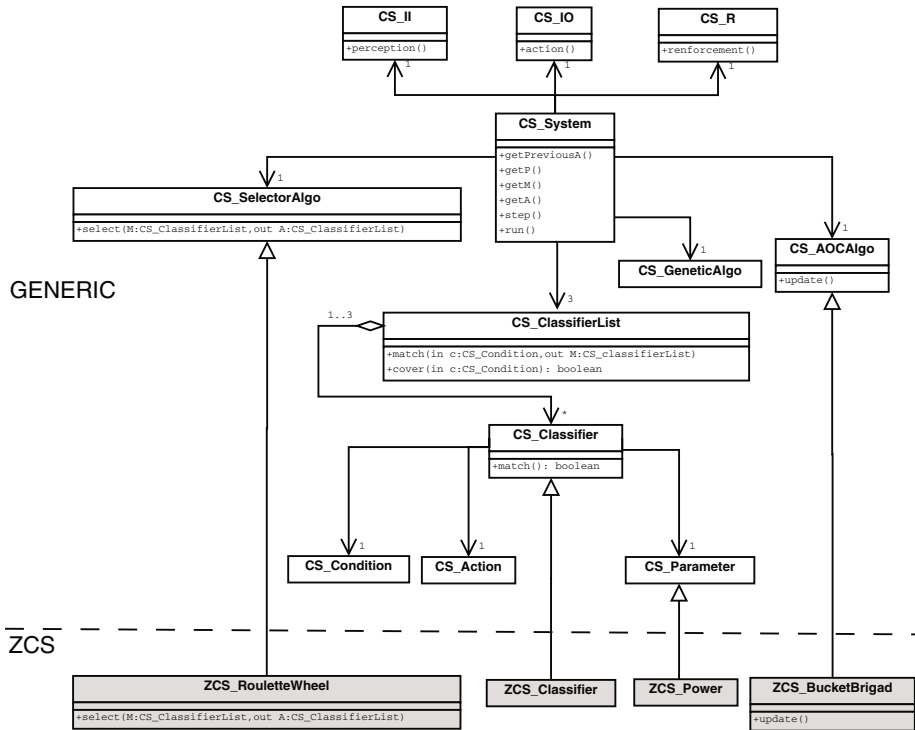 CS_II
+perception()
1
CS_IO
+action()
1
CS_R
+renforcement()
1
CS_System
+getPreviousA()
+getP()
+getM()
+getA()
+step()
+run()
1
CS_SelectorAlgo
+select(M:CS_ClassifierList,out A:CS_ClassifierList)
1
CS_GeneticAlgo
1
CS_AOCAlgo
+update()
GENERIC
3
1..3
CS_ClassifierList
+match(in c:CS_Condition,out M:CS_classifierList)
+cover(in c:CS_Condition): boolean
*
CS_Classifier
+match(): boolean
1
CS_Condition
1
CS_Action
1
CS_Parameter
ZCS
ZCS_RouletteWheel
+select(M:CS_ClassifierList,out A:CS_ClassifierList)
ZCS_Classifier
ZCS_Power
ZCS_BucketBrigad
+update()